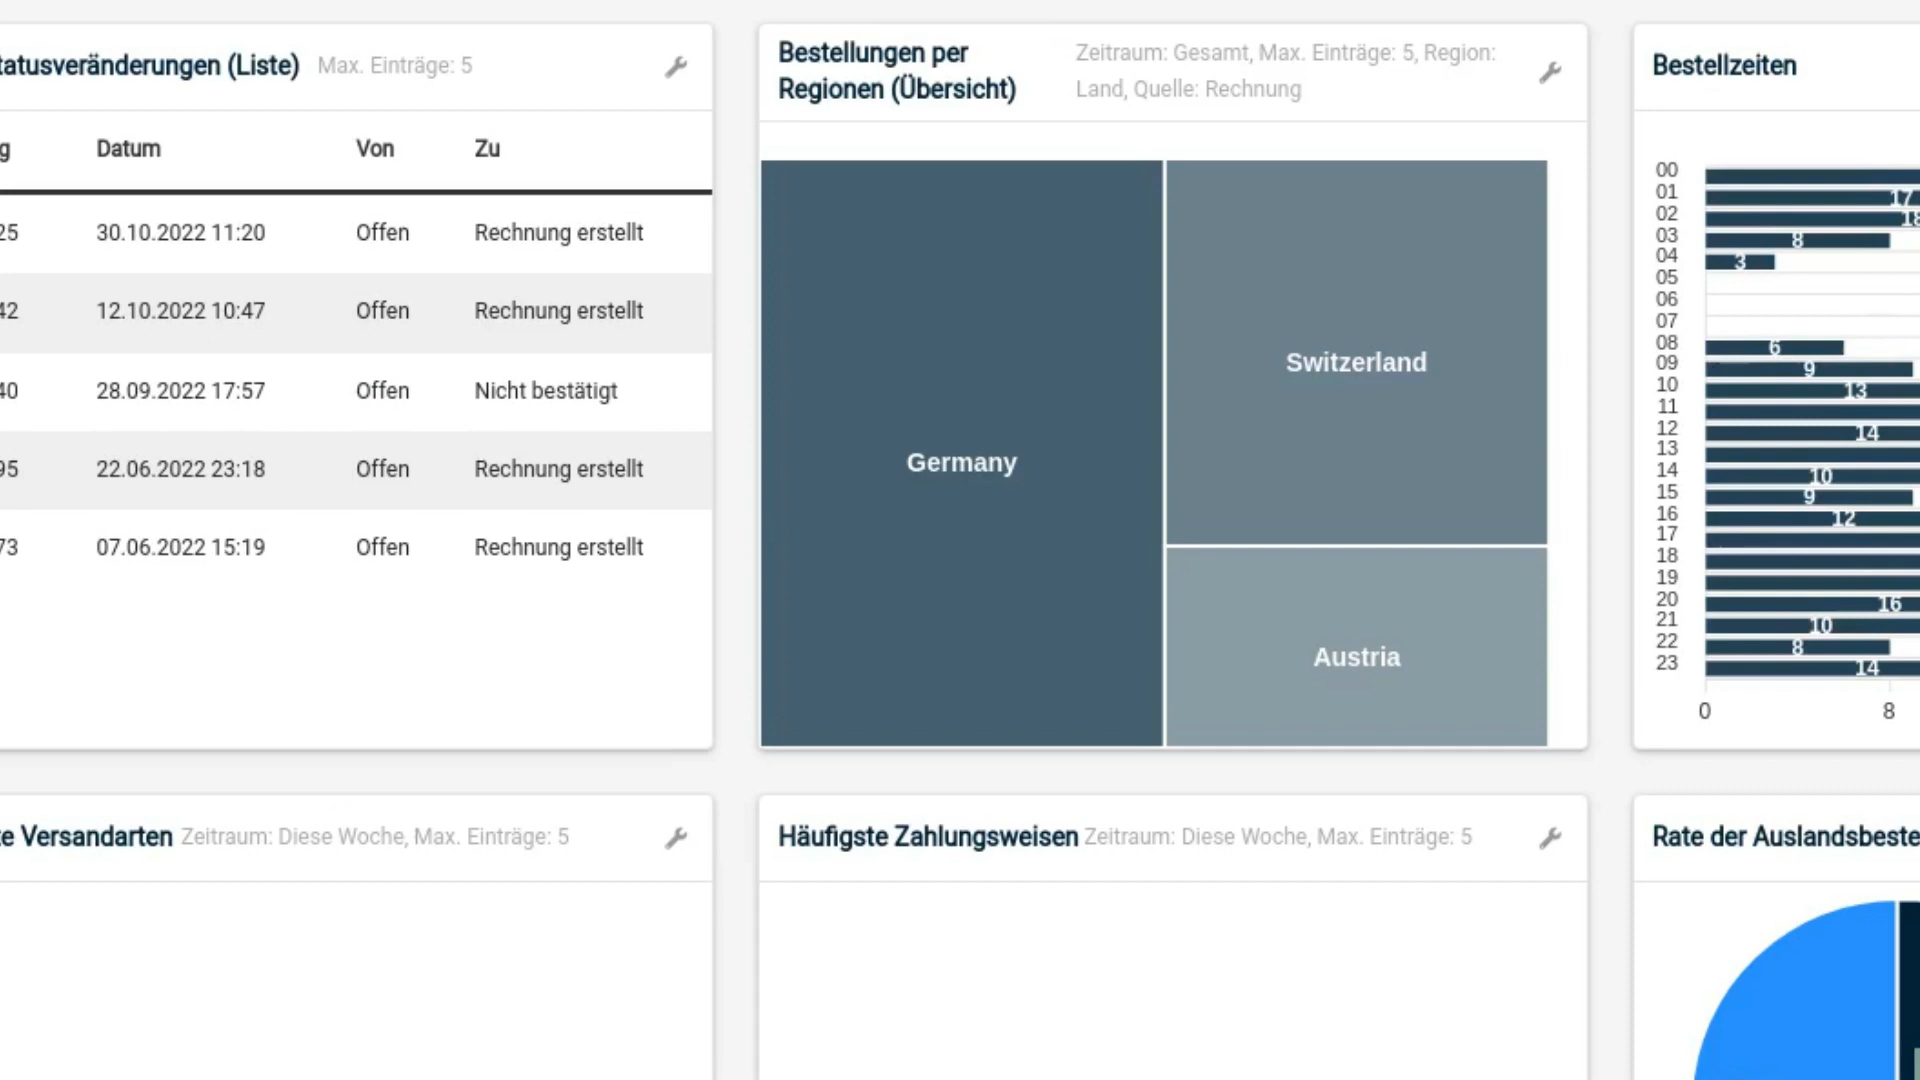 tatusveränderungen (Liste) Max. Einträge: 5
g Datum Von Zu
25 30.10.2022 11:20 Offen Rechnung erstellt
42 12.10.2022 10:47 Offen Rechnung erstellt
40 28.09.2022 17:57 Offen Nicht bestätigt
95 22.06.2022 23:18 Offen Rechnung erstellt
73 07.06.2022 15:19 Offen Rechnung erstellt
Bestellungen per
Regionen (Übersicht)
Zeitraum: Gesamt, Max. Einträge: 5, Region:
Land, Quelle: Rechnung
Germany
Switzerland
Austria
Bestellzeiten
00
01 17
02 18
03 8
04 3
05
06
07
08 6
09 9
10 13
11
12 14
13
14 10
15 9
16 12
17
18
19
20 16
21 10
22 8
23 14
0 8
te Versandarten Zeitraum: Diese Woche, Max. Einträge: 5
Häufigste Zahlungsweisen Zeitraum: Diese Woche, Max. Einträge: 5
Rate der Auslandsbeste